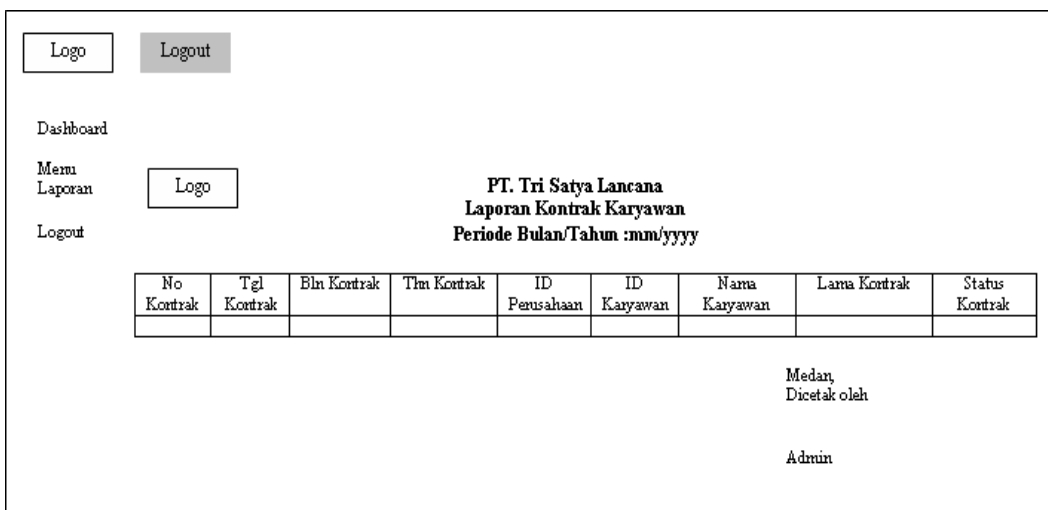 Logo
Logout
Dashboard
Menu
Laporan
Logout
Logo
PT. Tri Satya Lancana
Laporan Kontrak Karyawan
Periode Bulan/Tahun :mm/yyyy
No Tgl Bln Kontrak Thn Kontrak ID ID Nama Lama Kontrak Status
Kontrak Kontrak Perusahaan Karyawan Karyawan Kontrak
Medan,
Dicetak oleh
Admin